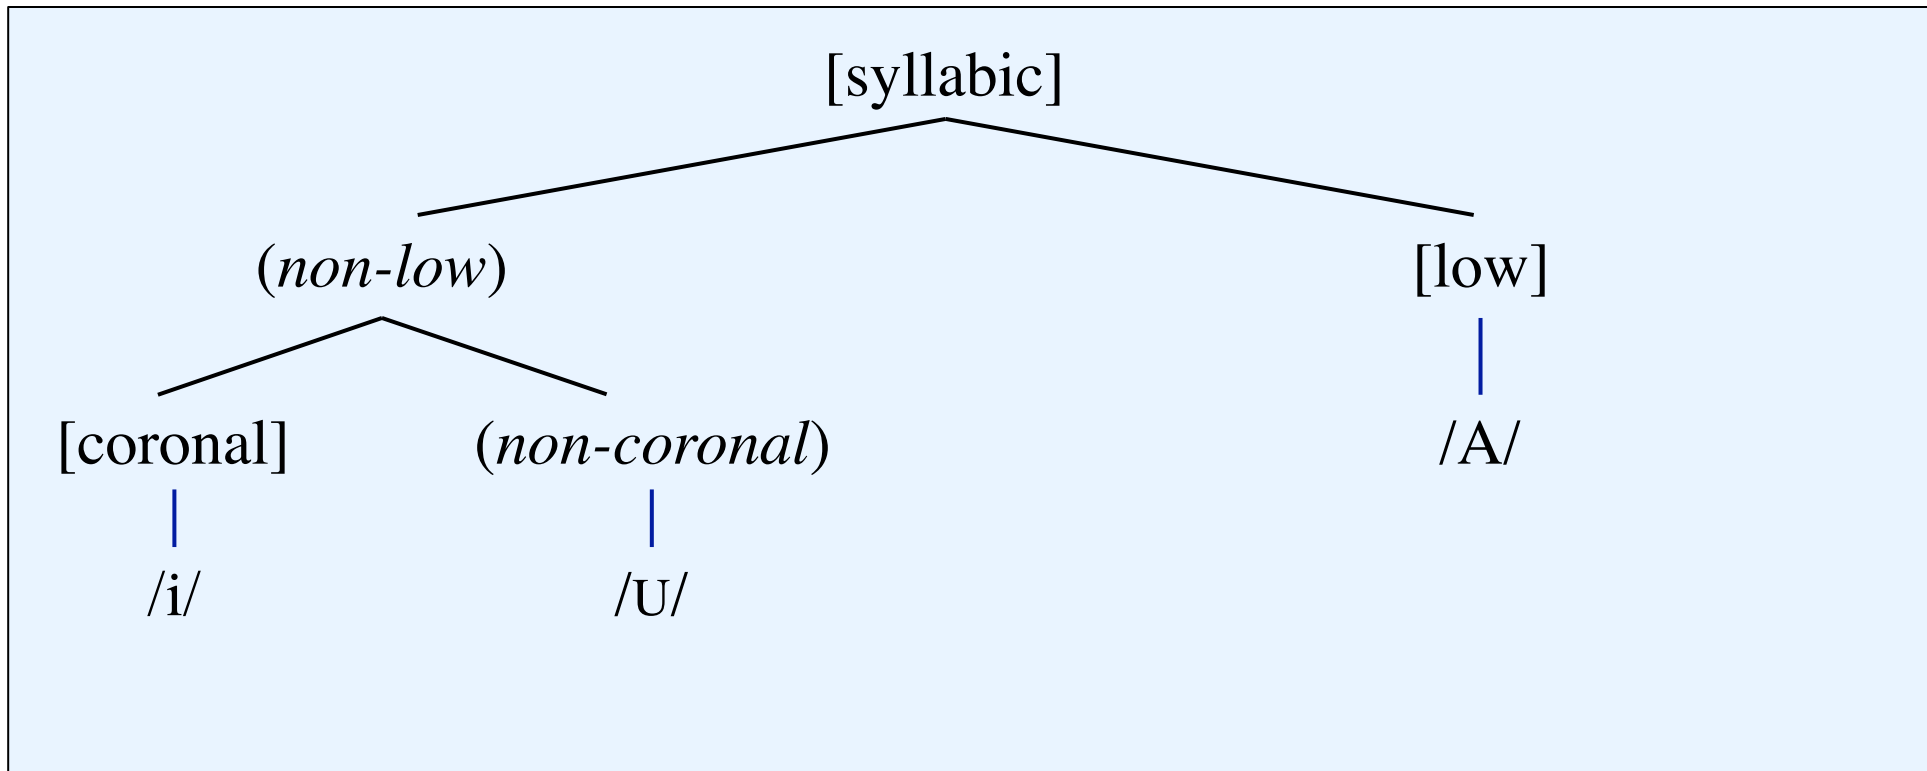 [syllabic]
(non-low) [low]
[coronal] (non-coronal) /A/
/i/ /U/